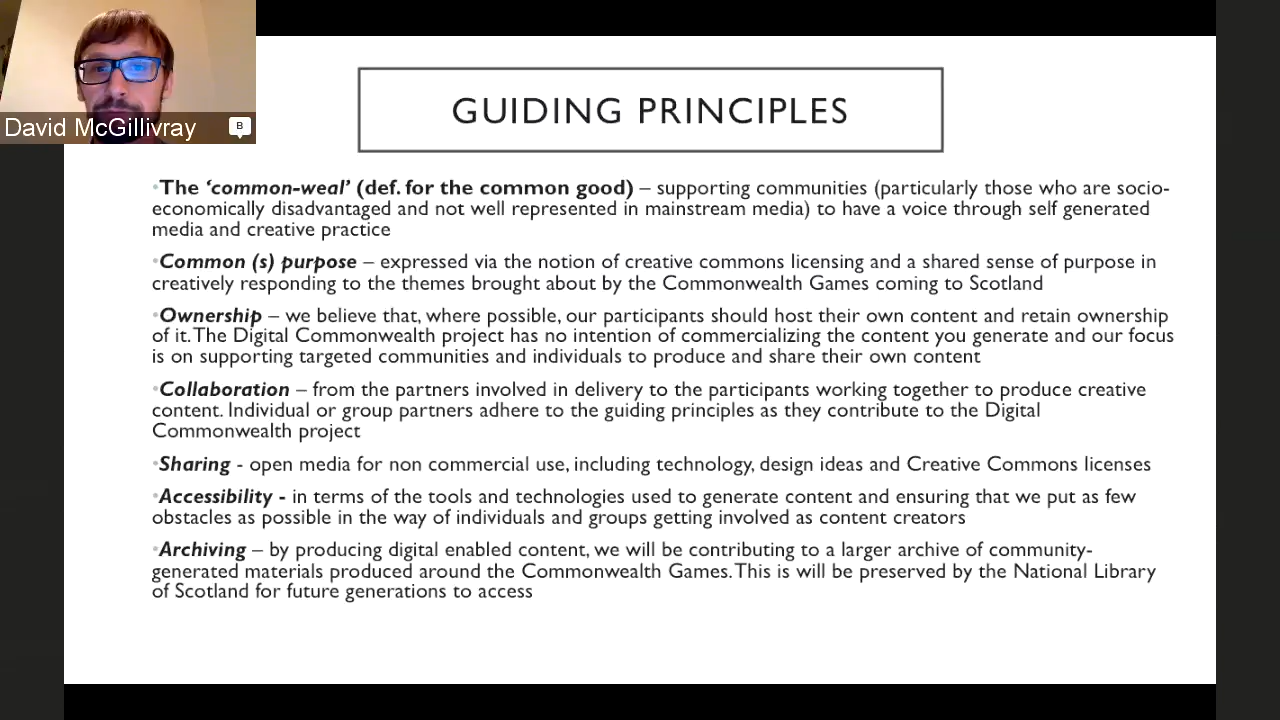 David McGillivray
B
GUIDING PRINCIPLES
•The ‘common-weal’ (def. for the common good) – supporting communities (particularly those who are socio-
economically disadvantaged and not well represented in mainstream media) to have a voice through self generated
media and creative practice
•Common (s) purpose – expressed via the notion of creative commons licensing and a shared sense of purpose in
creatively responding to the themes brought about by the Commonwealth Games coming to Scotland
•Ownership – we believe that, where possible, our participants should host their own content and retain ownership
of it. The Digital Commonwealth project has no intention of commercializing the content you generate and our focus
is on supporting targeted communities and individuals to produce and share their own content
•Collaboration – from the partners involved in delivery to the participants working together to produce creative
content. Individual or group partners adhere to the guiding principles as they contribute to the Digital
Commonwealth project
•Sharing - open media for non commercial use, including technology, design ideas and Creative Commons licenses
•Accessibility - in terms of the tools and technologies used to generate content and ensuring that we put as few
obstacles as possible in the way of individuals and groups getting involved as content creators
•Archiving – by producing digital enabled content, we will be contributing to a larger archive of community-
generated materials produced around the Commonwealth Games. This is will be preserved by the National Library
of Scotland for future generations to access